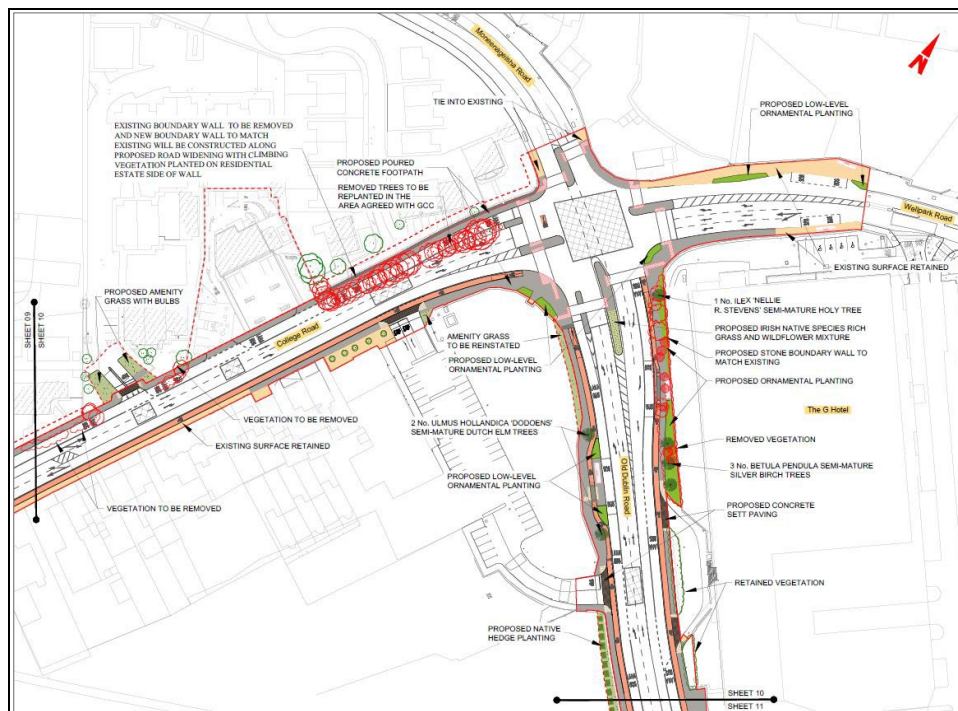 Moneenageisha Road
TIE INTO EXISTING
PROPOSED LOW-LEVEL
ORNAMENTAL PLANTING
N
EXISTING BOUNDARY WALL TO BE REMOVED
AND NEW BOUNDARY WALL TO MATCH
EXISTING WILL BE CONSTRUCTED ALONG
PROPOSED ROAD WIDENING WITH CLIMBING
VEGETATION PLANTED ON RESIDENTIAL
ESTATE SIDE OF WALL
PROPOSED POURED
CONCRETE FOOTPATH
REMOVED TREES TO BE
REPLANTED IN THE
AREA AGREED WITH GCC
Wellpark Road
EXISTING SURFACE RETAINED
PROPOSED AMENITY
GRASS WITH BULBS
SHEET 09
SHEET 10
College Road
1 No. ILEX 'NELLIE
R. STEVENS' SEMI-MATURE HOLY TREE
PROPOSED IRISH NATIVE SPECIES RICH
GRASS AND WILDFLOWER MIXTURE
PROPOSED STONE BOUNDARY WALL TO
MATCH EXISTING
PROPOSED ORNAMENTAL PLANTING
AMENITY GRASS
TO BE REINSTATED
PROPOSED LOW-LEVEL
ORNAMENTAL PLANTING
The G Hotel
VEGETATION TO BE REMOVED
EXISTING SURFACE RETAINED
2 No. ULMUS HOLLANDICA 'DODOENS'
SEMI-MATURE DUTCH ELM TREES
REMOVED VEGETATION
3 No. BETULA PENDULA SEMI-MATURE
SILVER BIRCH TREES
Old Dublin Road
PROPOSED LOW-LEVEL
ORNAMENTAL PLANTING
VEGETATION TO BE REMOVED
PROPOSED CONCRETE
SETT PAVING
RETAINED VEGETATION
PROPOSED NATIVE
HEDGE PLANTING
SHEET 10
SHEET 11